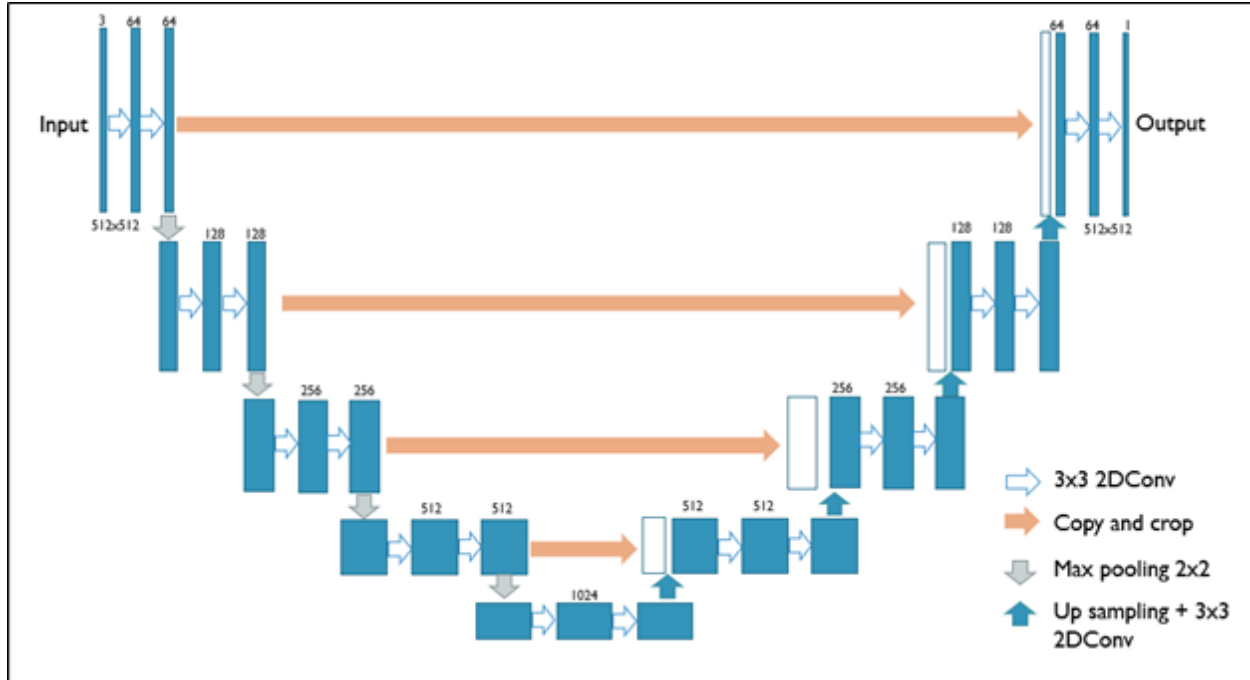 3 64 64
64 64 1
Input
Output
512x512
512x512
128 128
128 128
256 256
256 256
512 512
512 512
1024
3x3 2DConv
Copy and crop
Max pooling 2x2
Up sampling + 3x3
2DConv